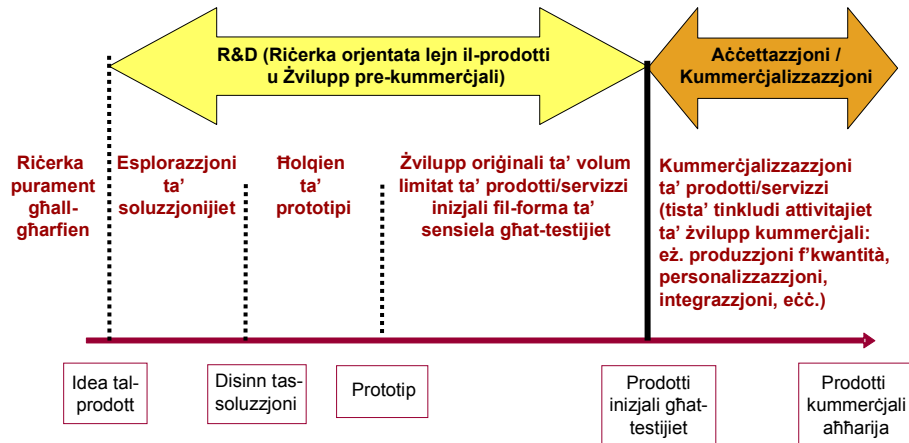 R&D (Riċerka orjentata lejn il-prodotti
u Żvilupp pre-kummerċjali)
Aċċettazzjoni /
Kummerċjalizzazzjoni
Riċerka
purament
għall-
għarfien
Esplorazzjoni
ta’
soluzzjonijiet
Ħolqien
ta’
prototipi
Żvilupp oriġinali ta’ volum
limitat ta’ prodotti/servizzi
inizjali fil-forma ta’
sensiela għat-testijiet
Kummerċjalizzazzjoni
ta’ prodotti/servizzi
(tista’ tinkludi attivitajiet
ta’ żvilupp kummerċjali:
eż. produzzjoni f’kwantità,
personalizzazzjoni,
integrazzjoni, eċċ.)
Idea tal-
prodott
Disinn tas-
soluzzjoni
Prototip
Prodotti
inizjali għat-
testijiet
Prodotti
kummerċjali
aħħarija